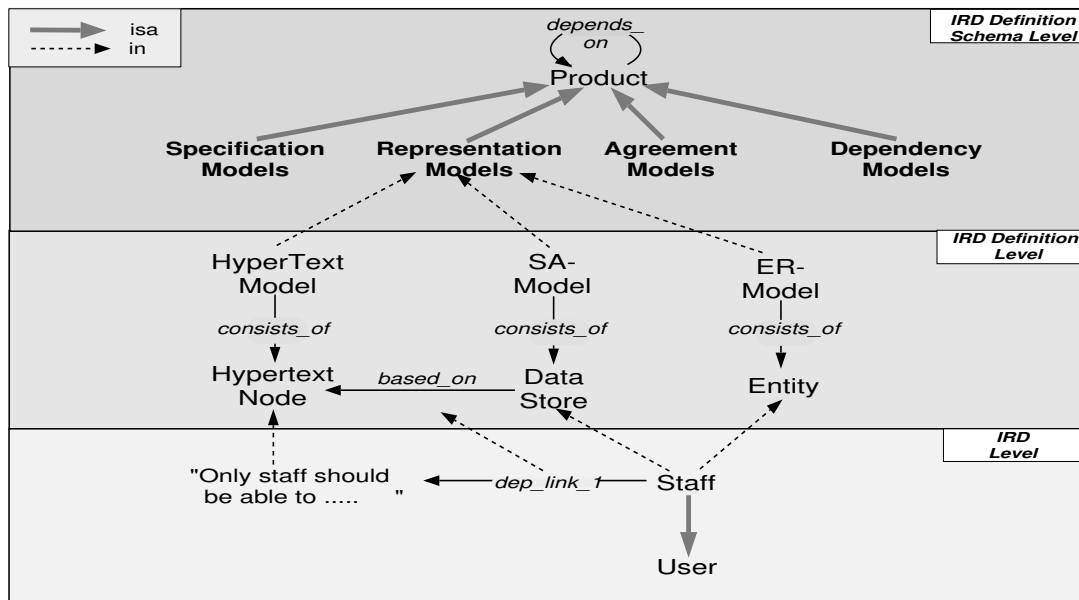 isa
in
depends_
on
IRD Definition
Schema Level
Product
Specification
Models
Representation
Models
Agreement
Models
Dependency
Models
IRD Definition
Level
HyperText
Model
SA-
Model
ER-
Model
consists_of
consists_of
consists_of
Hypertext
Node
based_on
Data
Store
Entity
IRD
Level
"Only staff should
be able to ..... "
dep_link_1
Staff
User